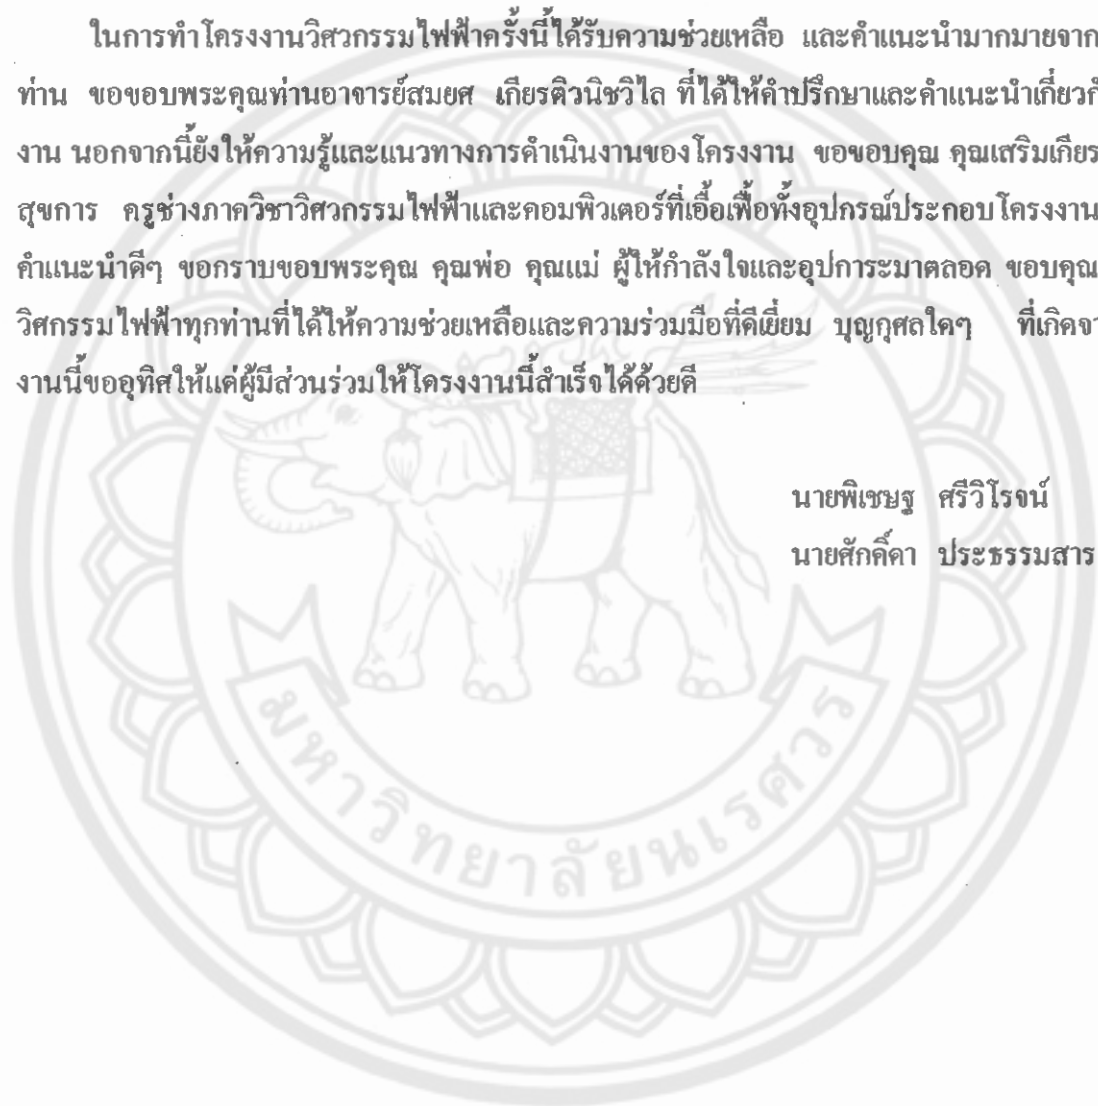 ในการทำโครงงานวิศวกรรมไฟฟ้าครั้งนี้ได้รับความช่วยเหลือ และคำแนะนำมากมายจาก
ท่าน ขอขอบพระคุณท่านอาจารย์สมยศ เกียรติวนิชวิไล ที่ได้ให้คำปรึกษาและคำแนะนำเกี่ยวกั
งาน นอกจากนี้ยังให้ความรู้และแนวทางการดำเนินงานของโครงงาน ขอขอบคุณ คุณเสริมเกียร
สุขการ ครูช่างภาควิชาวิศวกรรมไฟฟ้าและคอมพิวเตอร์ที่เอื้อเฟื้อทั้งอุปกรณ์ประกอบโครงงาน
คำแนะนำดีๆ ขอกราบขอบพระคุณ คุณพ่อ คุณแม่ ผู้ให้กำลังใจและอุปการะมาตลอด ขอบคุณ
วิศกรรมไฟฟ้าทุกท่านที่ได้ให้ความช่วยเหลือและความร่วมมือที่ดีเยี่ยม บุญกุศลใดๆ ที่เกิดจา
งานนี้ขออุทิศให้แด่ผู้มีส่วนร่วมให้โครงงานนี้สำเร็จได้ด้วยดี
นายพิเชษฐ ศรีวิโรจน์
นายศักดิ์ดา ประธรรมสาร
มหาวิทยาลัยนเรศวร